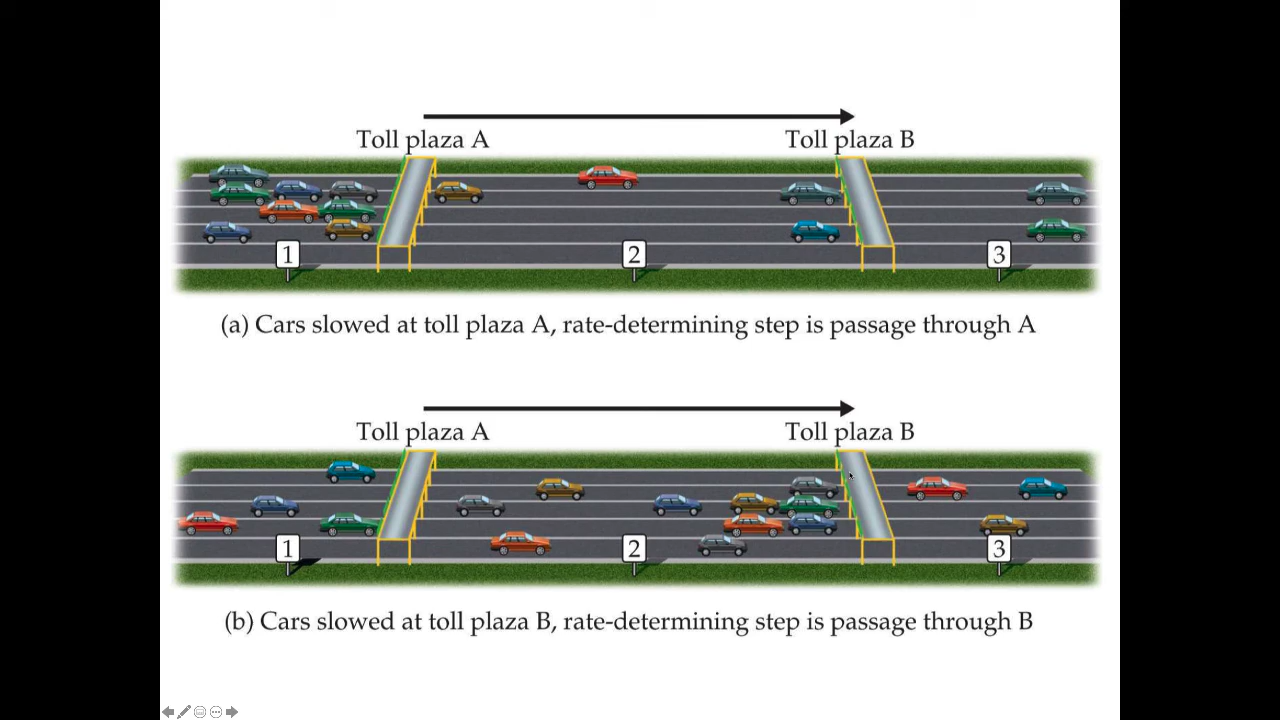 Toll plaza A
Toll plaza B
1
2
3
(a) Cars slowed at toll plaza A, rate-determining step is passage through A
Toll plaza A
Toll plaza B
1
2
3
(b) Cars slowed at toll plaza B, rate-determining step is passage through B